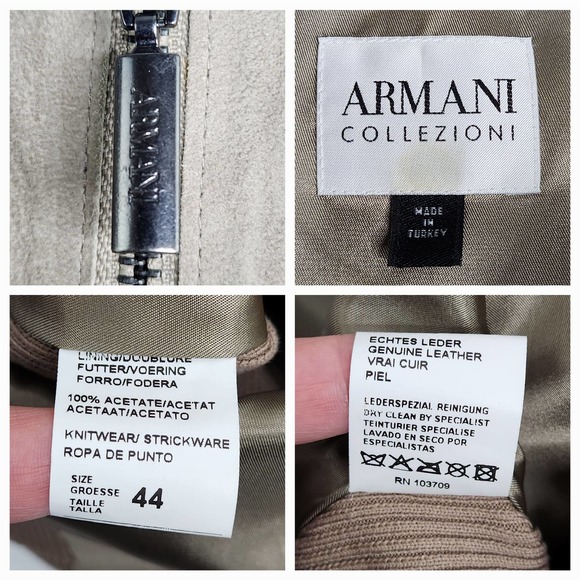 ARMANI
ARMANI
COLLEZIONI
MADE
IN
TURKEY
LINING/DOUBLURE
FUTTER/VOERING
FORRO/FODERA
100% ACETATE/ACETAT
ACETAAT/ACETATO
KNITWEAR/ STRICKWARE
ROPA DE PUNTO
SIZE
GROESSE
TAILLE
TALLA
44
ECHTES LEDER
GENUINE LEATHER
VRAI CUIR
PIEL
LEDERSPEZIAL REINIGUNG
DRY CLEAN BY SPECIALIST
TEINTURIER SPECIALISE
LAVADO EN SECO POR
ESPECIALISTAS
RN 103709